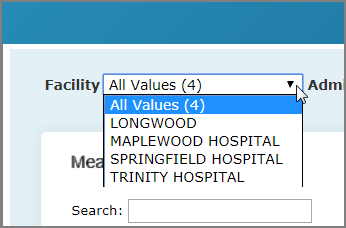 Facility All Values (4) Admi
All Values (4)
LONGWOOD
MAPLEWOOD HOSPITAL
SPRINGFIELD HOSPITAL
TRINITY HOSPITAL
Mea
Search: